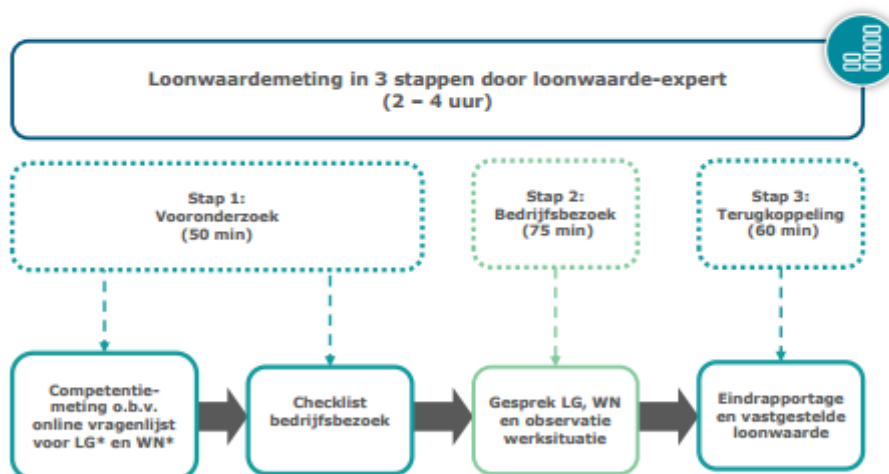 Loonwaardemeting in 3 stappen door loonwaarde-expert
(2 – 4 uur)
Stap 1:
Vooronderzoek
(50 min)
Stap 2:
Bedrijfsbezoek
(75 min)
Stap 3:
Terugkoppeling
(60 min)
Competentie-
meting o.b.v.
online vragenlijst
voor LG* en WN*
Checklist
bedrijfsbezoek
Gesprek LG, WN
en observatie
werksituatie
Eindrapportage
en vastgestelde
loonwaarde